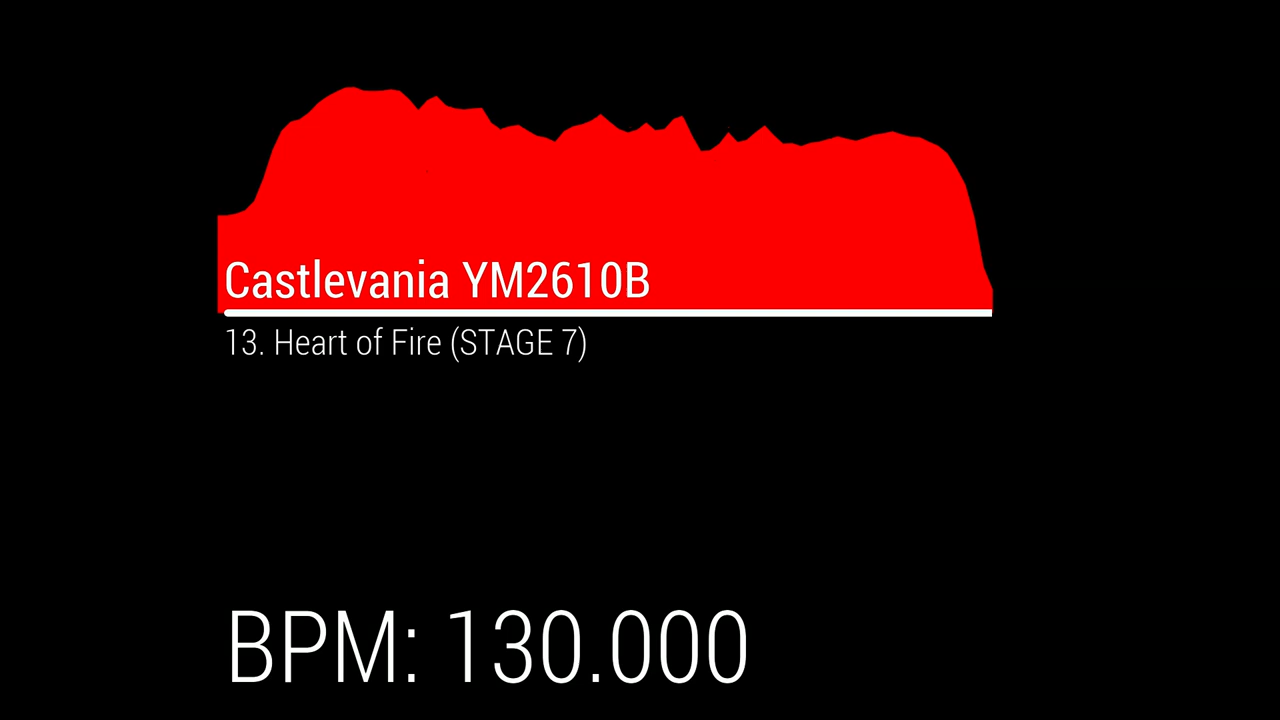 Castlevania YM2610B
13. Heart of Fire (STAGE 7)
BPM: 130.000